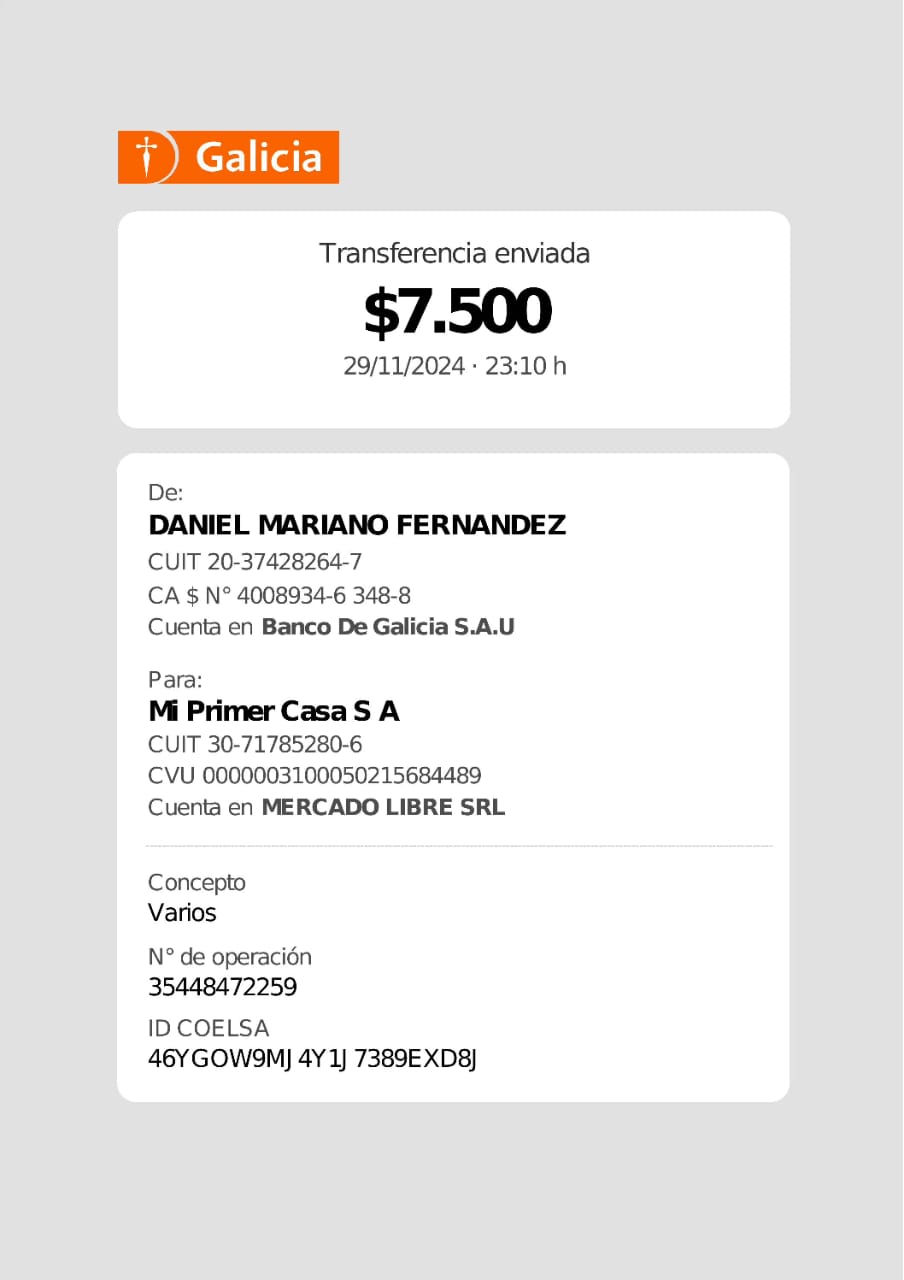 Galicia
Transferencia enviada
$7.500
29/11/2024 · 23:10 h
De:
DANIEL MARIANO FERNANDEZ
CUIT 20-37428264-7
CA $ N° 4008934-6 348-8
Cuenta en Banco De Galicia S.A.U
Para:
Mi Primer Casa S A
CUIT 30-71785280-6
CVU 0000003100050215684489
Cuenta en MERCADO LIBRE SRL
Concepto
Varios
N° de operación
35448472259
ID COELSA
46YGOW9MJ4Y1J7389EXD8J